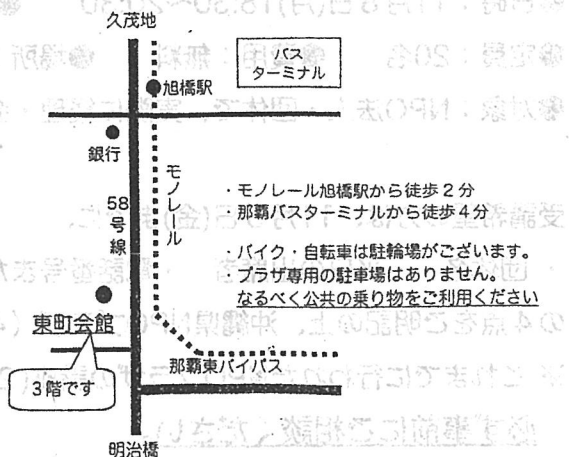 久茂地
バス
ターミナル
旭橋駅
銀行
モノレール
58号線
・モノレール旭橋駅から徒歩2分
・那覇バスターミナルから徒歩4分
・バイク・自転車は駐輪場がございます。
・プラザ専用の駐車場はありません。
なるべく公共の乗り物をご利用ください
東町会館
3階です
那覇東バイパス
明治橋